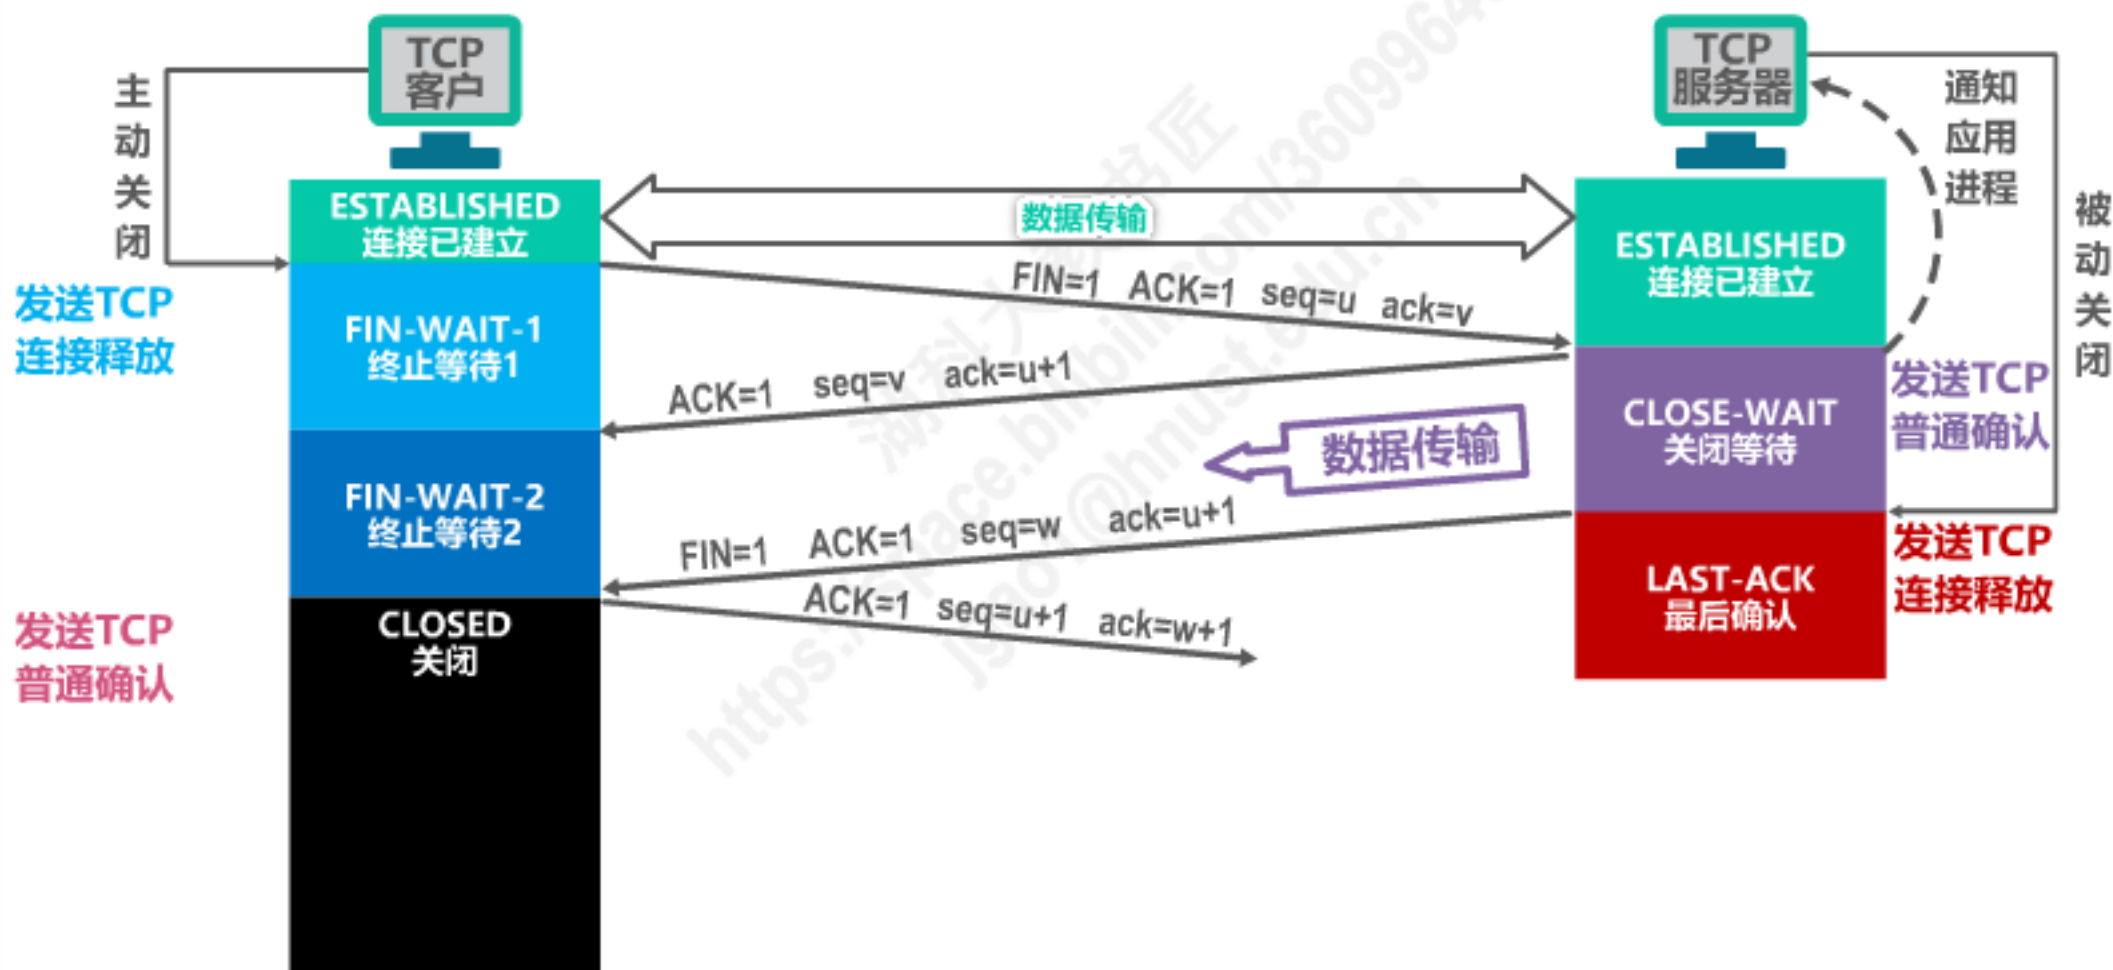 TCP
客户
TCP
服务器
主动关闭
通知应用进程
被动关闭
ESTABLISHED
连接已建立
数据传输
ESTABLISHED
连接已建立
发送TCP
连接释放
FIN=1 ACK=1 seq=u ack=v
FIN-WAIT-1
终止等待1
ACK=1 seq=v ack=u+1
发送TCP
普通确认
CLOSE-WAIT
关闭等待
数据传输
FIN-WAIT-2
终止等待2
FIN=1 ACK=1 seq=w ack=u+1
发送TCP
连接释放
LAST-ACK
最后确认
ACK=1 seq=u+1 ack=w+1
发送TCP
普通确认
CLOSED
关闭